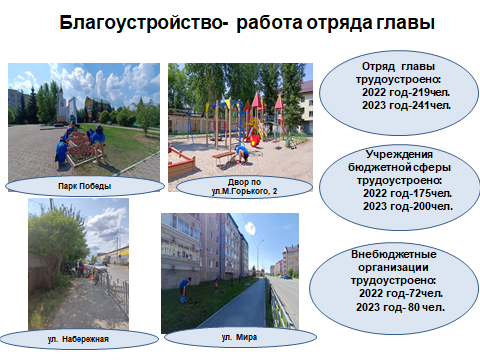 Благоустройство- работа отряда главы
Отряд главы
трудоустроено:
2022 год-219чел.
2023 год-241чел.
Парк Победы
Двор по
ул.М.Горького, 2
Учреждения
бюджетной сферы
трудоустроено:
2022 год-175чел.
2023 год-200чел.
Внебюджетные
организации
трудоустроено:
2022 год-72чел.
2023 год- 80 чел.
ул. Набережная
ул. Мира